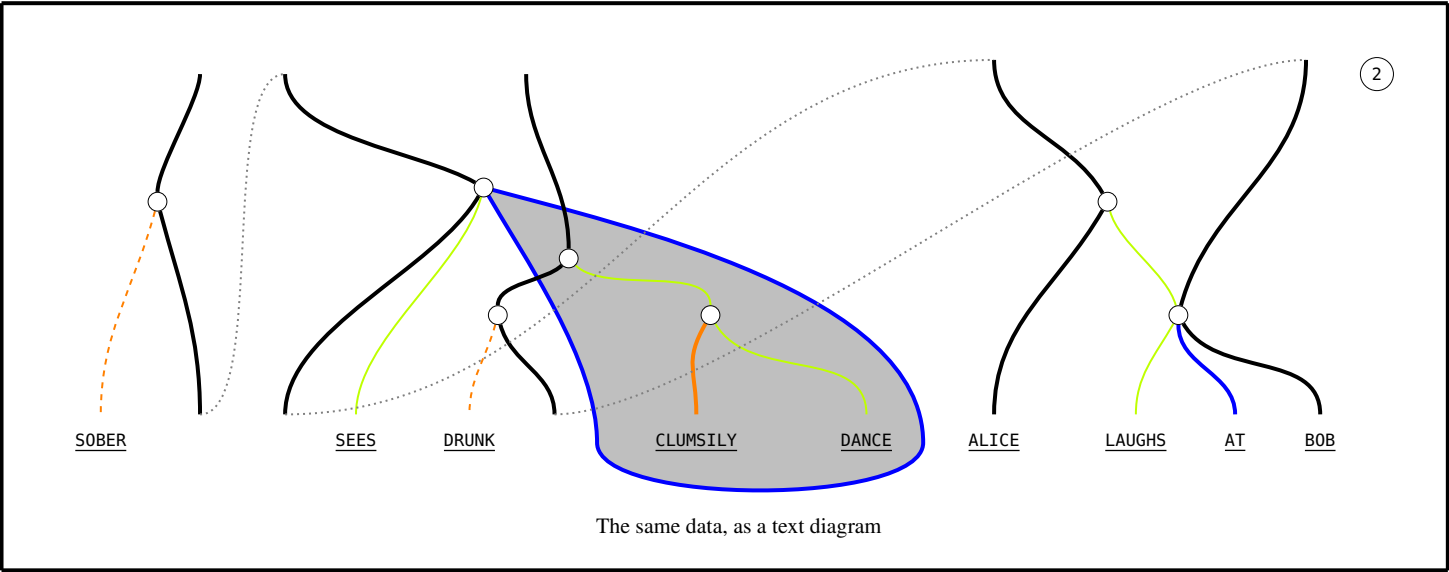 2
SOBER SEES DRUNK CLUMSILY DANCE ALICE LAUGHS AT BOB
The same data, as a text diagram